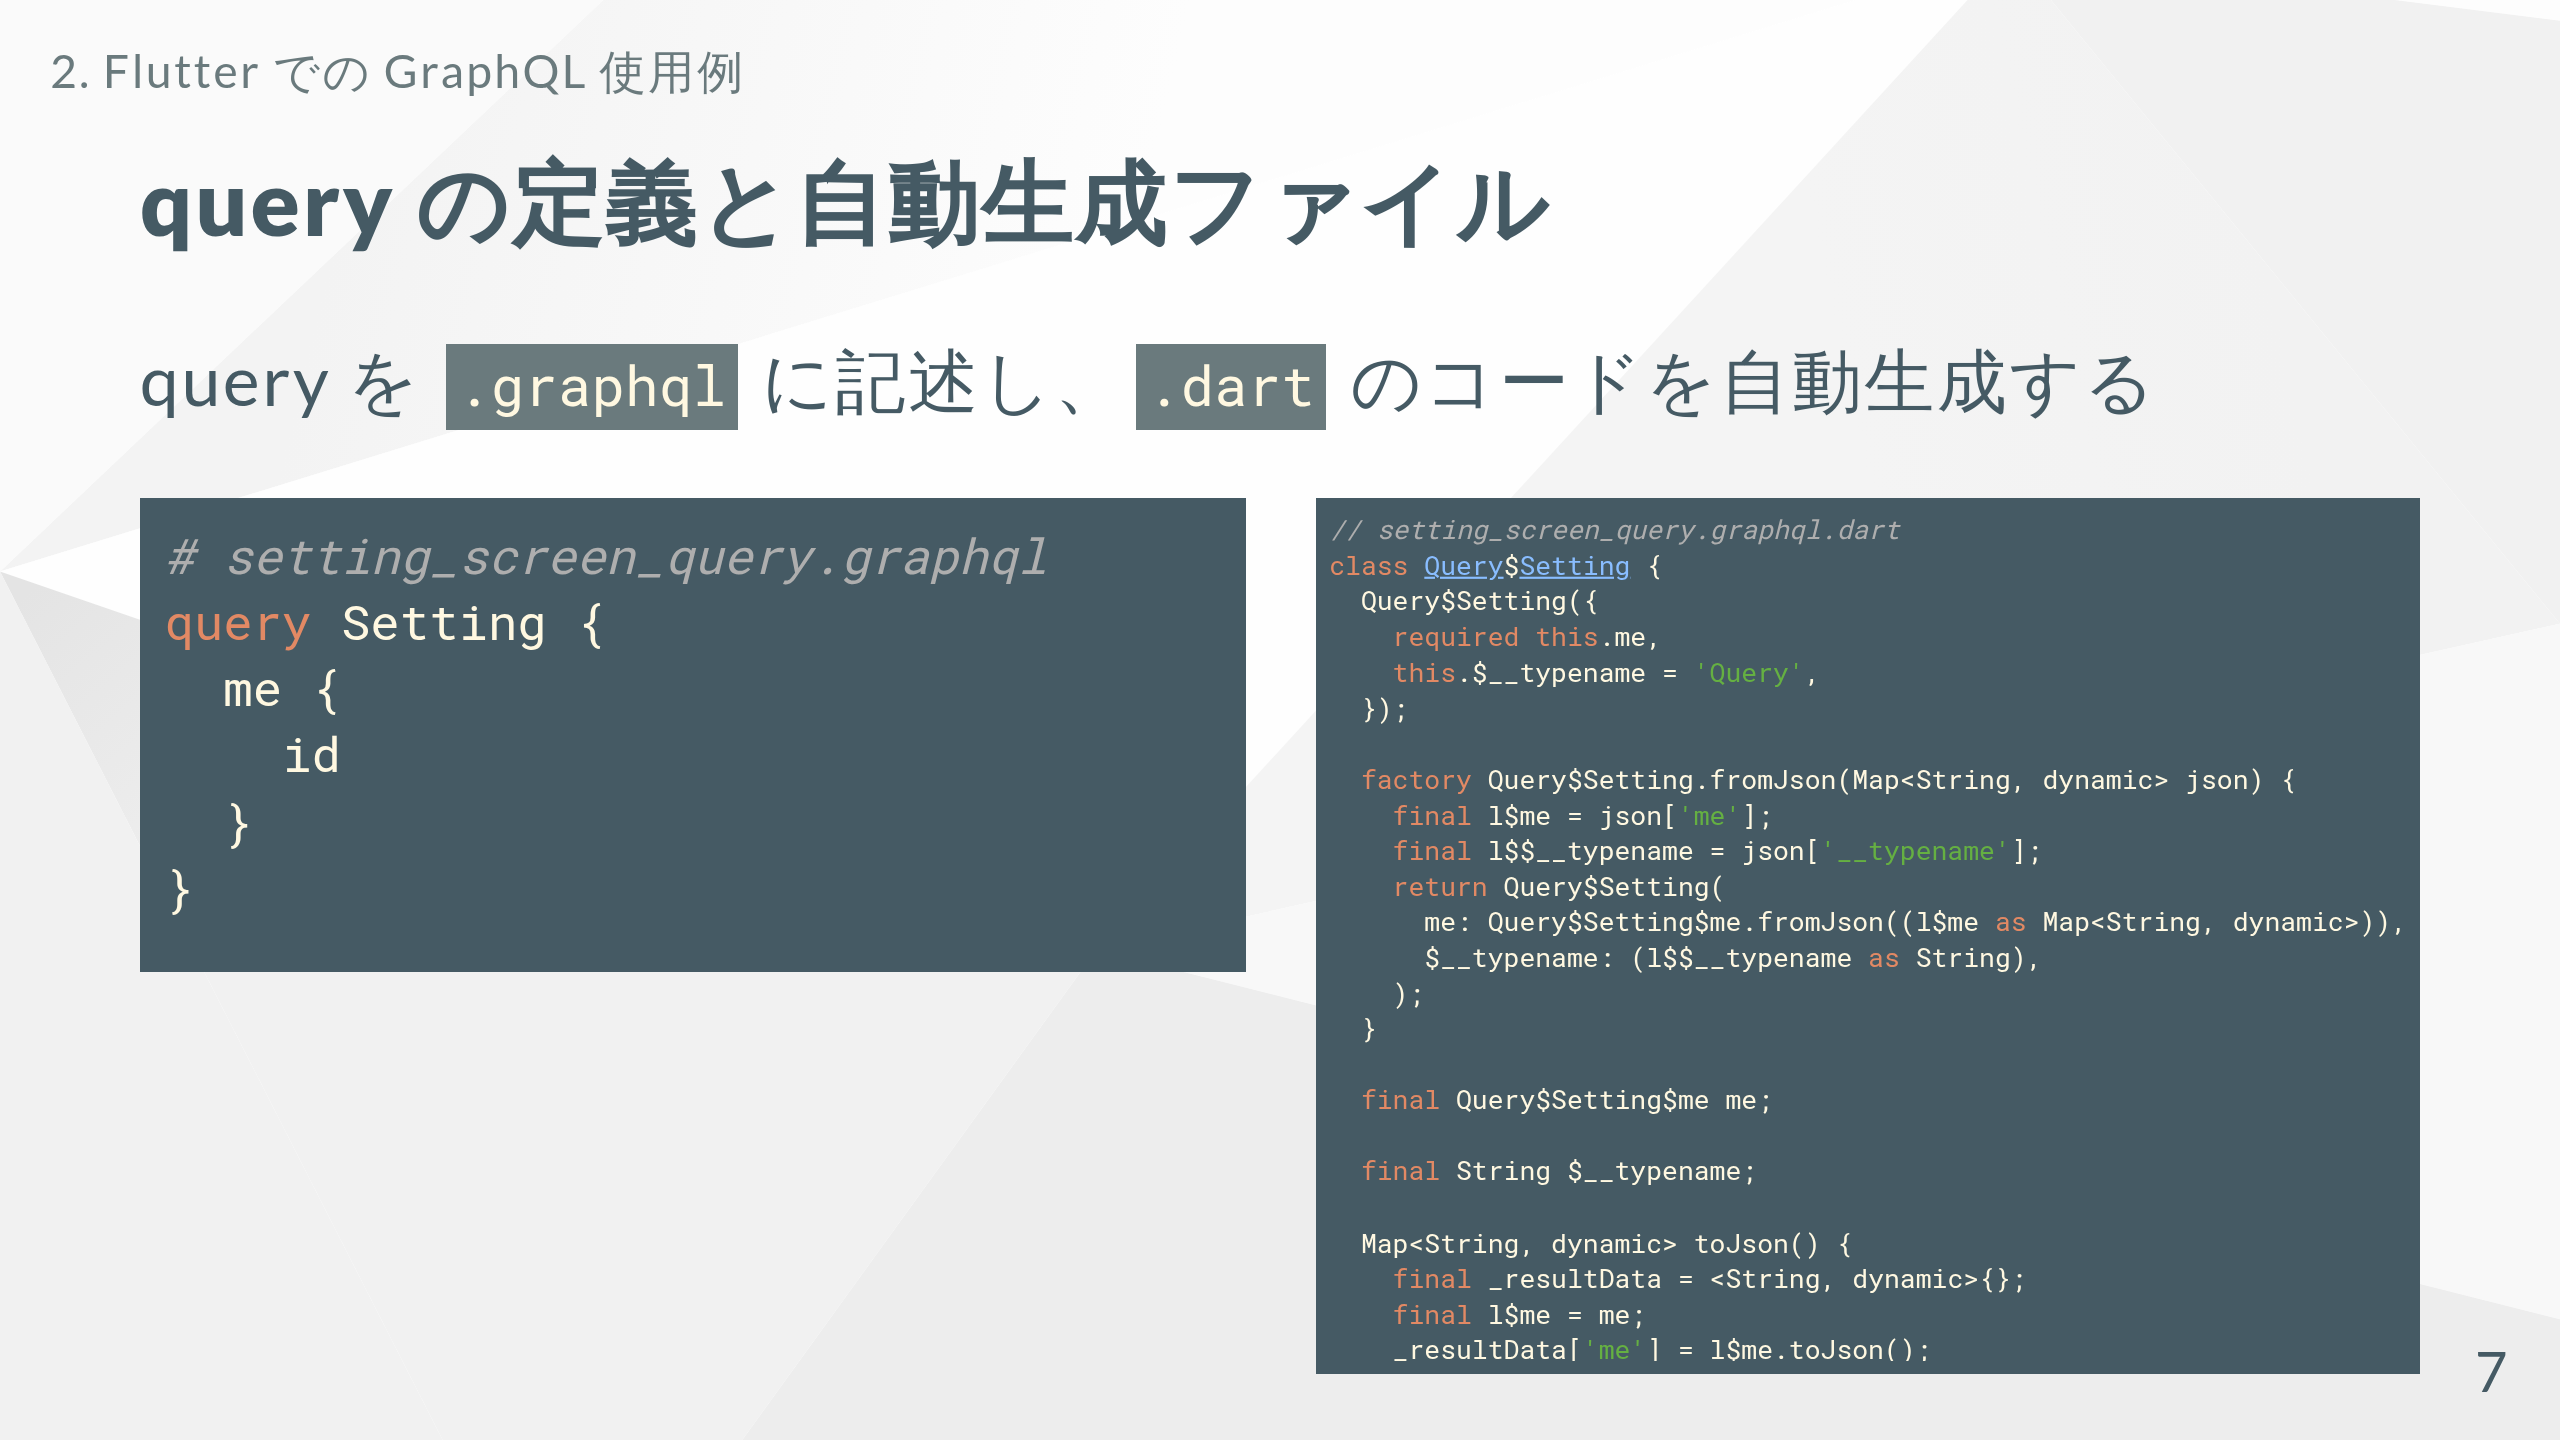 2. Flutter での GraphQL 使用例
query の定義と自動生成ファイル
query を .graphql に記述し、 .dart のコードを自動生成する
# setting_screen_query.graphql
query Setting {
  me {
    id
  }
}
// setting_screen_query.graphql.dart
class Query$Setting {
  Query$Setting({
    required this.me,
    this.$__typename = 'Query',
  });

  factory Query$Setting.fromJson(Map<String, dynamic> json) {
    final l$me = json['me'];
    final l$$__typename = json['__typename'];
    return Query$Setting(
      me: Query$Setting$me.fromJson((l$me as Map<String, dynamic>)),
      $__typename: (l$$__typename as String),
    );
  }

  final Query$Setting$me me;

  final String $__typename;

  Map<String, dynamic> toJson() {
    final _resultData = <String, dynamic>{};
    final l$me = me;
    _resultData['me'] = l$me.toJson();
7